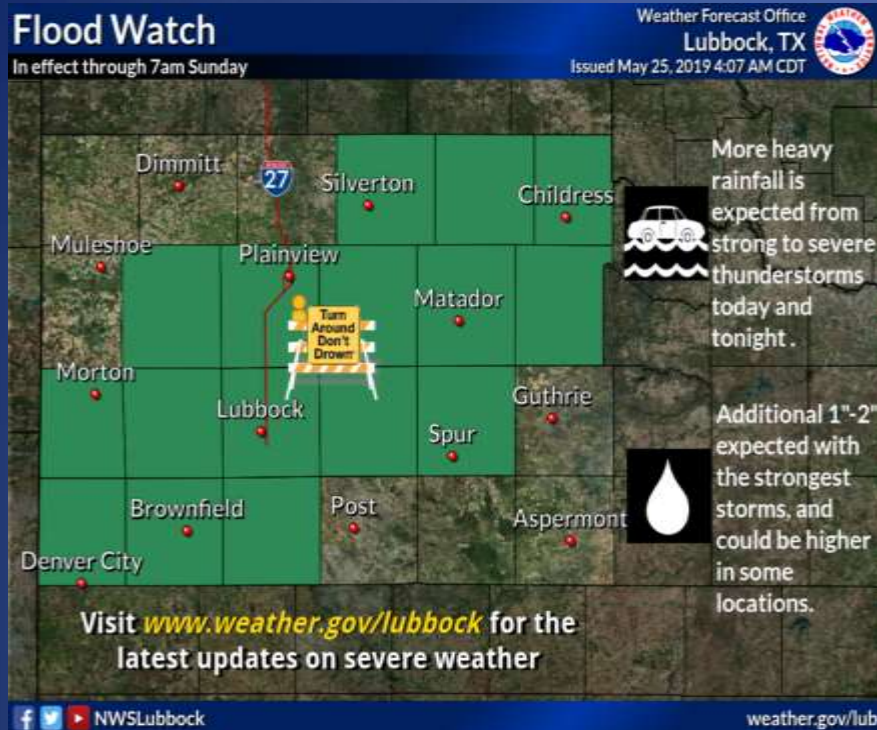 Flood Watch
In effect through 7am Sunday
Weather Forecast Office
Lubbock, TX
Issued May 25, 2019 4:07 AM CDT
Dimmitt
27
Silverton
Childress
Muleshoe
Plainview
Matador
Turn
Around
Don't
Drown
Morton
Lubbock
Guthrie
Spur
Brownfield
Post
Aspermont
Denver City
More heavy
rainfall is
expected from
strong to severe
thunderstorms
today and
tonight .
Additional 1"-2"
expected with
the strongest
storms, and
could be higher
in some
locations.
Visit www.weather.gov/lubbock for the
latest updates on severe weather
NWSLubbock
weather.gov/lub